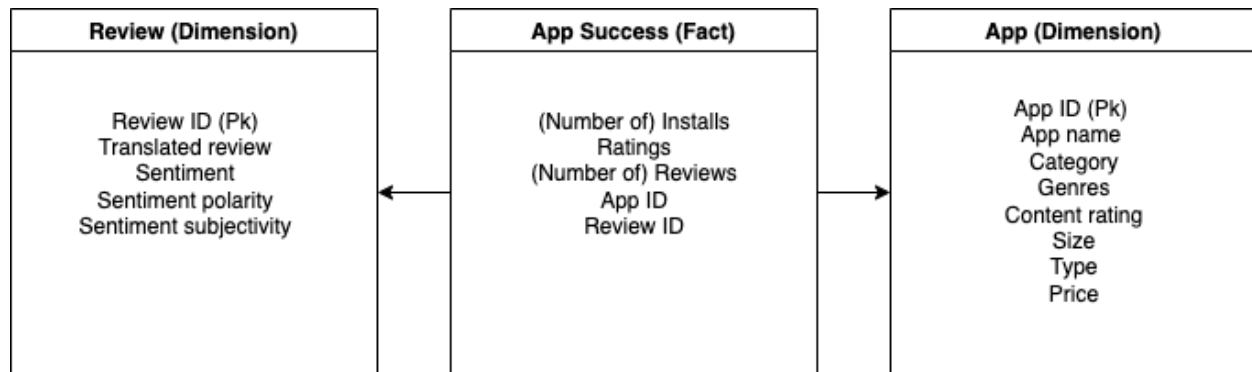 Review (Dimension)
Review ID (Pk)
Translated review
Sentiment
Sentiment polarity
Sentiment subjectivity
App Success (Fact)
(Number of) Installs
Ratings
(Number of) Reviews
App ID
Review ID
App (Dimension)
App ID (Pk)
App name
Category
Genres
Content rating
Size
Type
Price